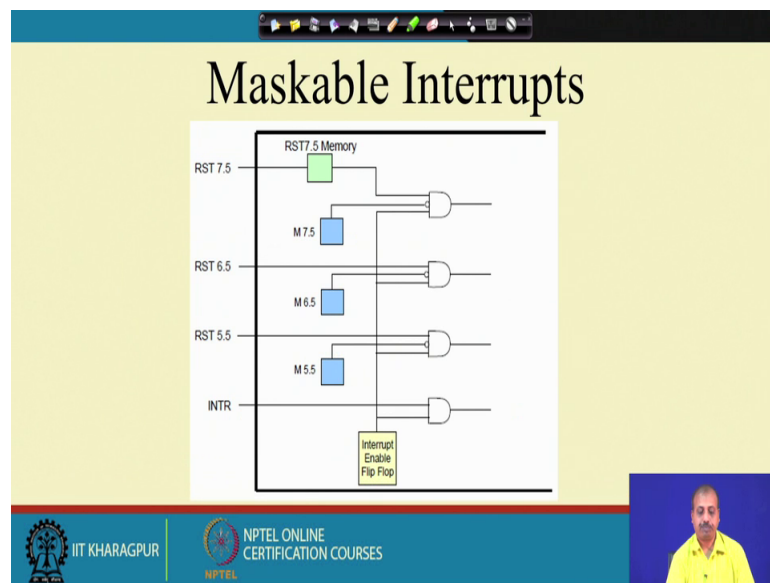 Maskable Interrupts
RST7.5 Memory
RST 7.5
M 7.5
RST 6.5
M 6.5
RST 5.5
M 5.5
INTR
Interrupt
Enable
Flip Flop
IIT KHARAGPUR
NPTEL ONLINE
CERTIFICATION COURSES
NPTEL